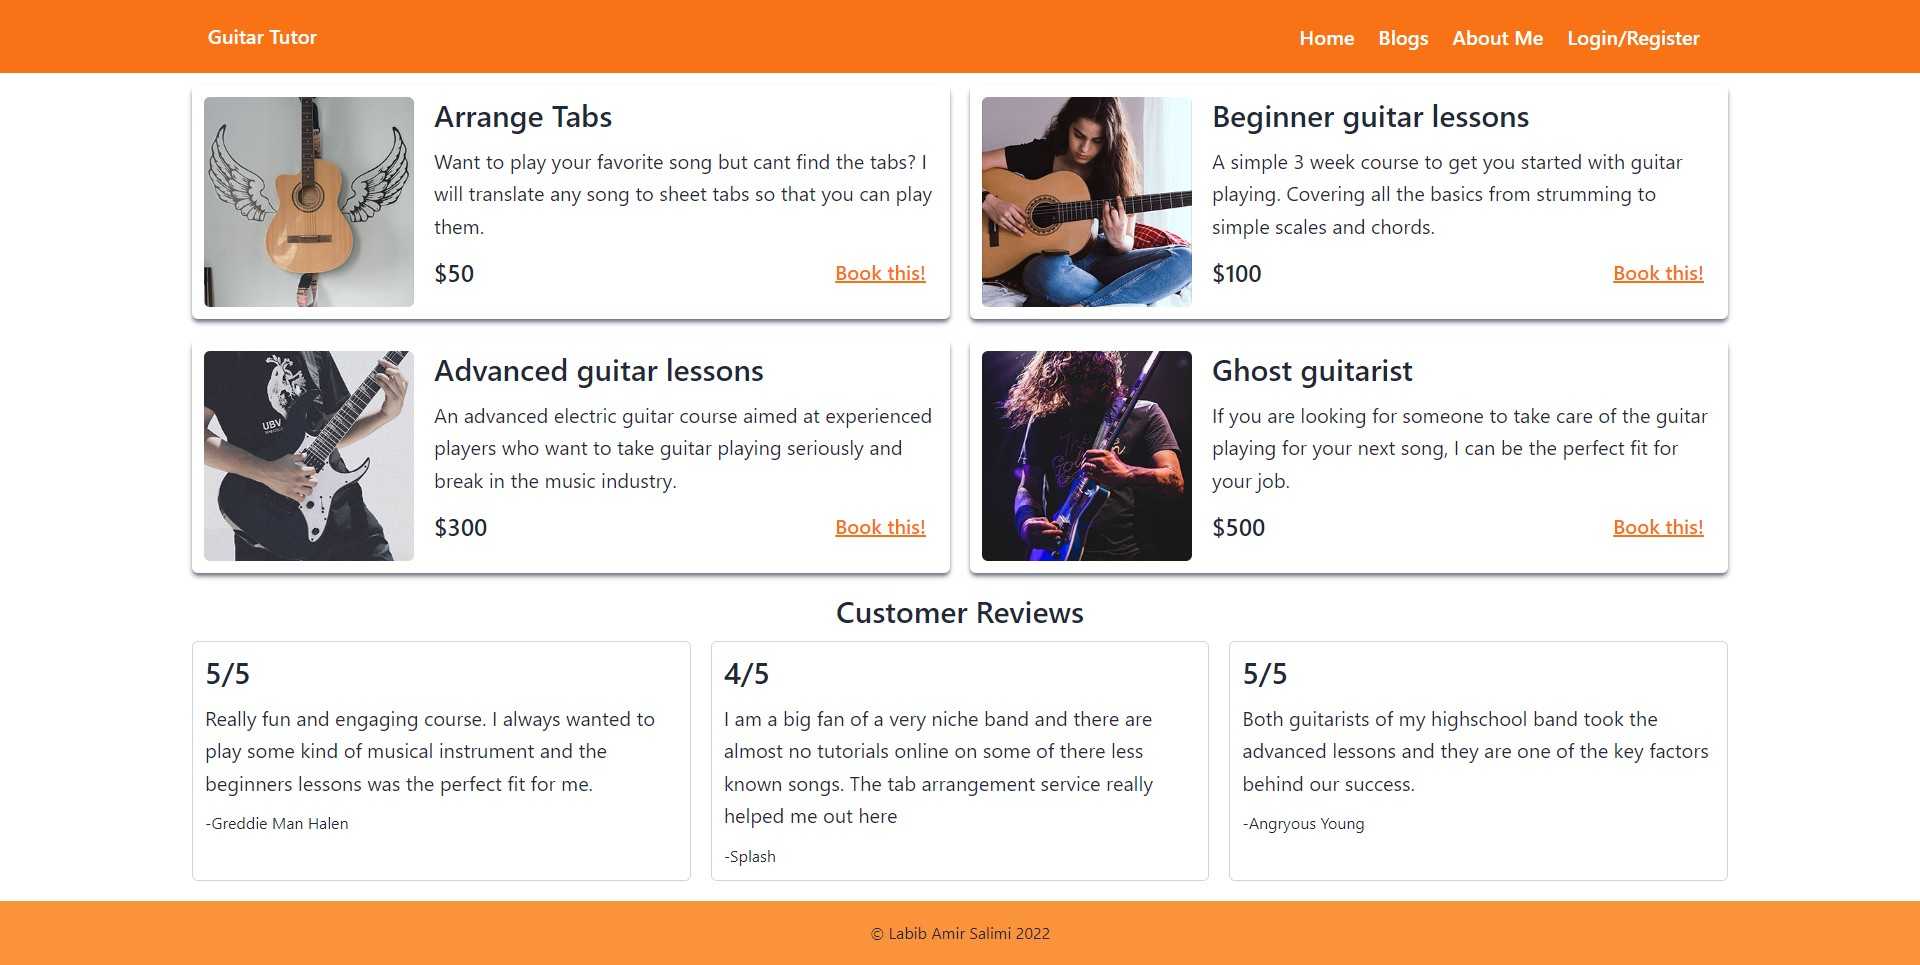 Guitar Tutor
Home Blogs About Me Login/Register
Arrange Tabs
Want to play your favorite song but cant find the tabs? I
will translate any song to sheet tabs so that you can play
them.
$50 Book this!
Beginner guitar lessons
A simple 3 week course to get you started with guitar
playing. Covering all the basics from strumming to
simple scales and chords.
$100 Book this!
UBV
Advanced guitar lessons
An advanced electric guitar course aimed at experienced
players who want to take guitar playing seriously and
break in the music industry.
$300 Book this!
Ghost guitarist
If you are looking for someone to take care of the guitar
playing for your next song, I can be the perfect fit for
your job.
$500 Book this!
Customer Reviews
5/5
Really fun and engaging course. I always wanted to
play some kind of musical instrument and the
beginners lessons was the perfect fit for me.
-Greddie Man Halen
4/5
I am a big fan of a very niche band and there are
almost no tutorials online on some of there less
known songs. The tab arrangement service really
helped me out here
-Splash
5/5
Both guitarists of my highschool band took the
advanced lessons and they are one of the key factors
behind our success.
-Angryous Young
© Labib Amir Salimi 2022